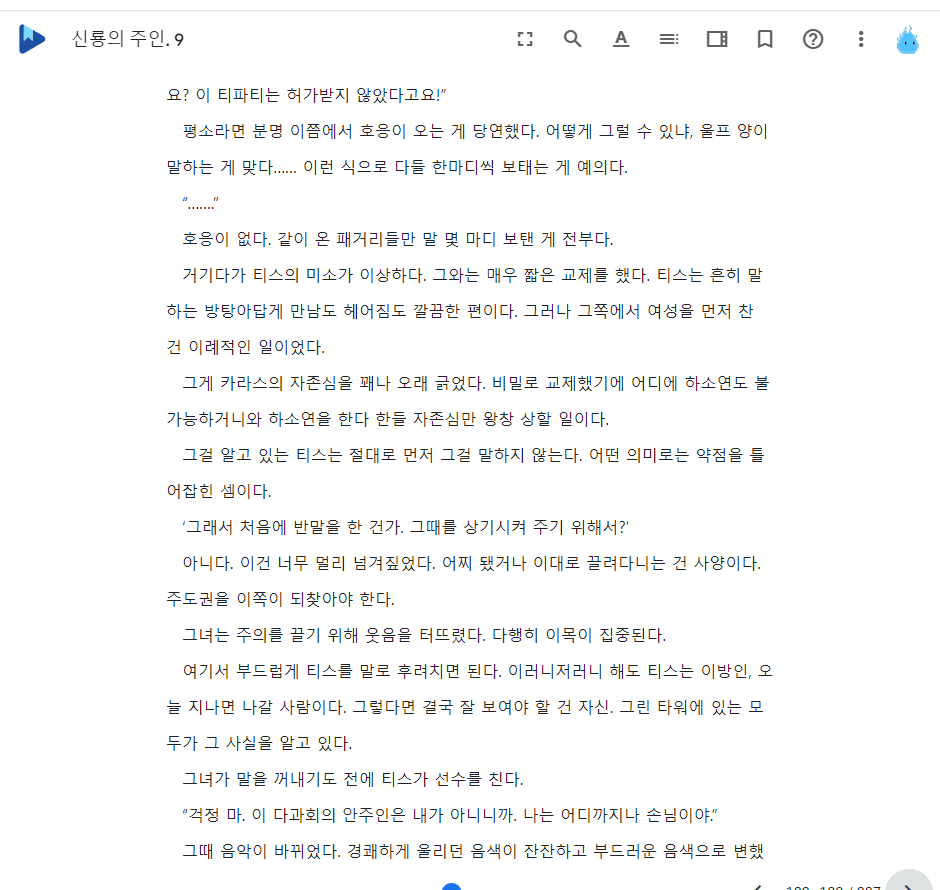 신룡의 주인. 9
요? 이 티파티는 허가받지 않았다고요!”
평소라면 분명 이쯤에서 호응이 오는 게 당연했다. 어떻게 그럴 수 있냐, 울프 양이
말하는 게 맞다…… 이런 식으로 다들 한마디씩 보태는 게 예의다.
“…….”
호응이 없다. 같이 온 패거리들만 말 몇 마디 보탠 게 전부다.
거기다가 티스의 미소가 이상하다. 그와는 매우 짧은 교제를 했다. 티스는 흔히 말
하는 방탕아답게 만남도 헤어짐도 깔끔한 편이다. 그러나 그쪽에서 여성을 먼저 찬
건 이례적인 일이었다.
그게 카라스의 자존심을 꽤나 오래 긁었다. 비밀로 교제했기에 어디에 하소연도 불
가능하거니와 하소연을 한다 한들 자존심만 왕창 상할 일이다.
그걸 알고 있는 티스는 절대로 먼저 그걸 말하지 않는다. 어떤 의미로는 약점을 틀
어잡힌 셈이다.
‘그래서 처음에 반말을 한 건가. 그때를 상기시켜 주기 위해서?’
아니다. 이건 너무 멀리 넘겨짚었다. 어찌 됐거나 이대로 끌려다니는 건 사양이다.
주도권을 이쪽이 되찾아야 한다.
그녀는 주의를 끌기 위해 웃음을 터뜨렸다. 다행히 이목이 집중된다.
여기서 부드럽게 티스를 말로 후려치면 된다. 이러니저러니 해도 티스는 이방인, 오
늘 지나면 나갈 사람이다. 그렇다면 결국 잘 보여야 할 건 자신. 그린 타워에 있는 모
두가 그 사실을 알고 있다.
그녀가 말을 꺼내기도 전에 티스가 선수를 친다.
“걱정 마. 이 다과회의 안주인은 내가 아니니까. 나는 어디까지나 손님이야.”
그때 음악이 바뀌었다. 경쾌하게 울리던 음색이 잔잔하고 부드러운 음색으로 변했